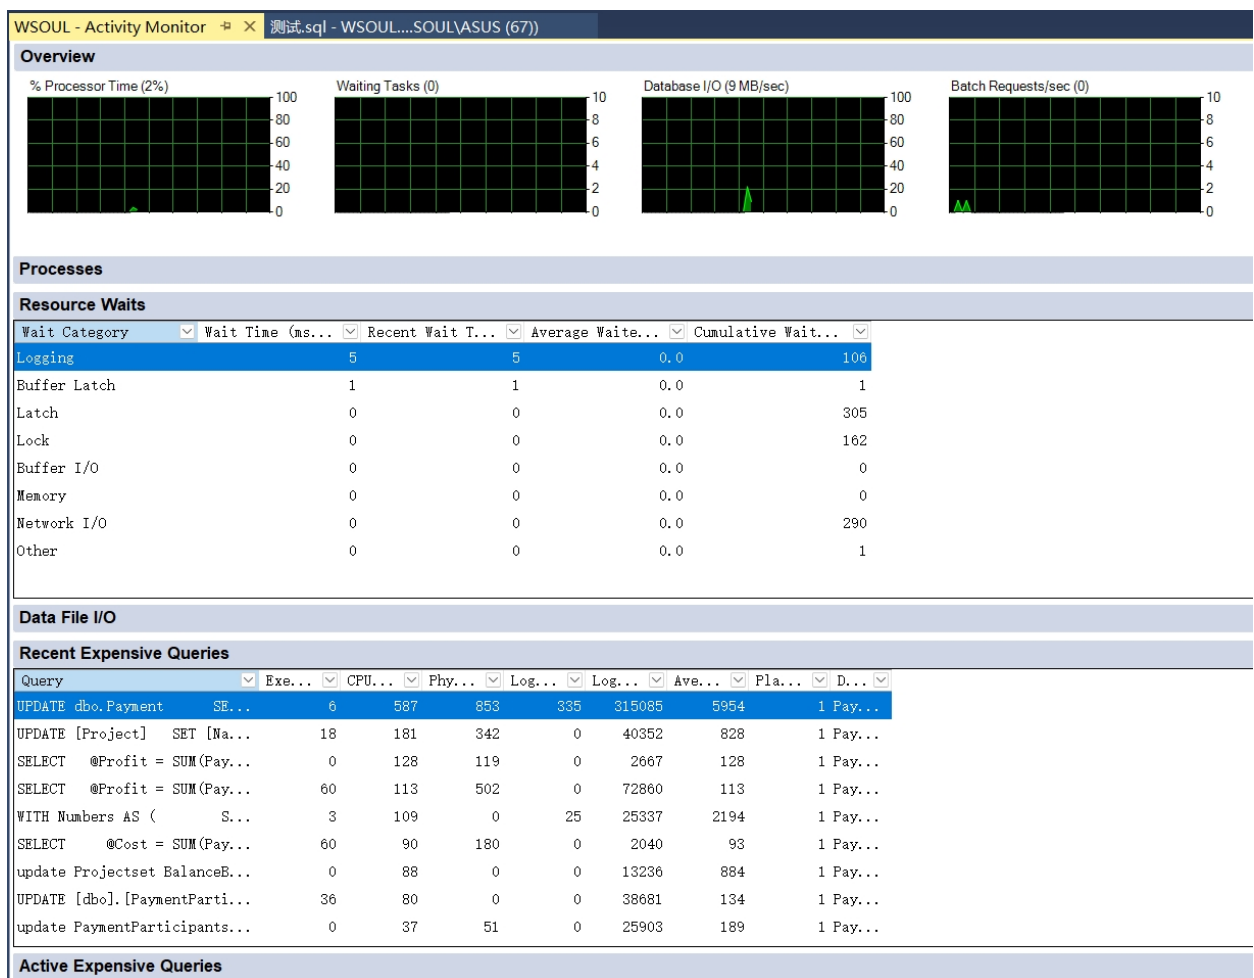 WSOUL - Activity Monitor 测试.sql - WSOUL....SOUL\ASUS (67))
Overview
% Processor Time (2%) Waiting Tasks (0) Database I/O (9 MB/sec) Batch Requests/sec (0)
100 10 100 10
80 8 80 8
60 6 60 6
40 4 40 4
20 2 20 2
0 0 0 0
Processes
Resource Waits
Wait Category Wait Time (ms... Recent Wait T... Average Waite... Cumulative Wait...
Logging 5 5 0.0 106
Buffer Latch 1 1 0.0 1
Latch 0 0 0.0 305
Lock 0 0 0.0 162
Buffer I/O 0 0 0.0 0
Memory 0 0 0.0 0
Network I/O 0 0 0.0 290
Other 0 0 0.0 1
Data File I/O
Recent Expensive Queries
Query Exe... CPU... Phy... Log... Log... Ave... Pla... D...
UPDATE dbo.Payment SE... 6 587 853 335 315085 5954 1 Pay...
UPDATE [Project] SET [Na... 18 181 342 0 40352 828 1 Pay...
SELECT @Profit = SUM(Pay... 0 128 119 0 2667 128 1 Pay...
SELECT @Profit = SUM(Pay... 60 113 502 0 72860 113 1 Pay...
WITH Numbers AS ( S... 3 109 0 25 25337 2194 1 Pay...
SELECT @Cost = SUM(Pay... 60 90 180 0 2040 93 1 Pay...
update Projectset BalanceB... 0 88 0 0 13236 884 1 Pay...
UPDATE [dbo].[PaymentParti... 36 80 0 0 38681 134 1 Pay...
update PaymentParticipants... 0 37 51 0 25903 189 1 Pay...
Active Expensive Queries